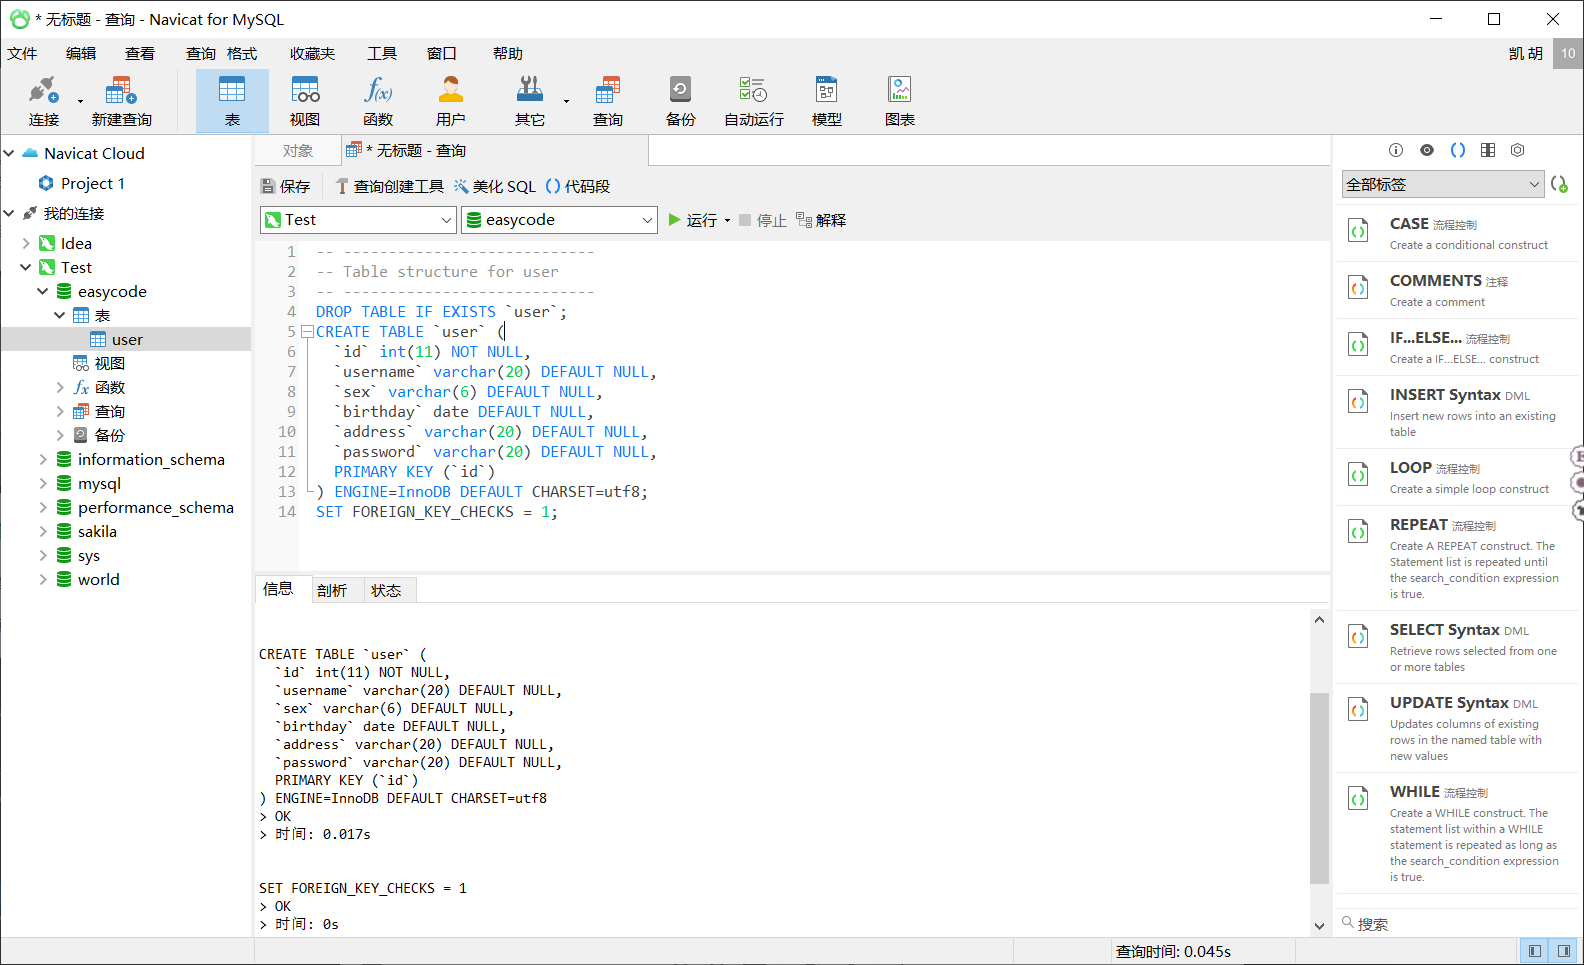 * 无标题 - 查询 - Navicat for MySQL
文件 编辑 查看 查询 格式 收藏夹 工具 窗口 帮助 凯 胡 10
连接 新建查询 表 视图 函数 用户 其它 查询 备份 自动运行 模型 图表
Navicat Cloud
Project 1
我的连接
Idea
Test
easycode
表
user
视图
函数
查询
备份
information_schema
mysql
performance_schema
sakila
sys
world
对象 * 无标题 - 查询
保存 查询创建工具 美化 SQL 代码段
Test easycode 运行 停止 解释
1 -- ----------------------------
2 -- Table structure for user
3 -- ----------------------------
4 DROP TABLE IF EXISTS `user`;
5 CREATE TABLE `user` (
6 `id` int(11) NOT NULL,
7 `username` varchar(20) DEFAULT NULL,
8 `sex` varchar(6) DEFAULT NULL,
9 `birthday` date DEFAULT NULL,
10 `address` varchar(20) DEFAULT NULL,
11 `password` varchar(20) DEFAULT NULL,
12 PRIMARY KEY (`id`)
13 ) ENGINE=InnoDB DEFAULT CHARSET=utf8;
14 SET FOREIGN_KEY_CHECKS = 1;
信息 剖析 状态
CREATE TABLE `user` (
`id` int(11) NOT NULL,
`username` varchar(20) DEFAULT NULL,
`sex` varchar(6) DEFAULT NULL,
`birthday` date DEFAULT NULL,
`address` varchar(20) DEFAULT NULL,
`password` varchar(20) DEFAULT NULL,
PRIMARY KEY (`id`)
) ENGINE=InnoDB DEFAULT CHARSET=utf8
> OK
> 时间: 0.017s
SET FOREIGN_KEY_CHECKS = 1
> OK
> 时间: 0s
全部标签
CASE 流程控制
Create a conditional construct
COMMENTS 注释
Create a comment
IF...ELSE... 流程控制
Create a IF...ELSE... construct
INSERT Syntax DML
Insert new rows into an existing
table
LOOP 流程控制
Create a simple loop construct
REPEAT 流程控制
Create A REPEAT construct. The
Statement list is repeated until
the search_condition expression
is true.
SELECT Syntax DML
Retrieve rows selected from one
or more tables
UPDATE Syntax DML
Updates columns of existing
rows in the named table with
new values
WHILE 流程控制
Create a WHILE construct. The
statement list within a WHILE
statement is repeated as long as
the search_condition expression
is true.
搜索
查询时间: 0.045s